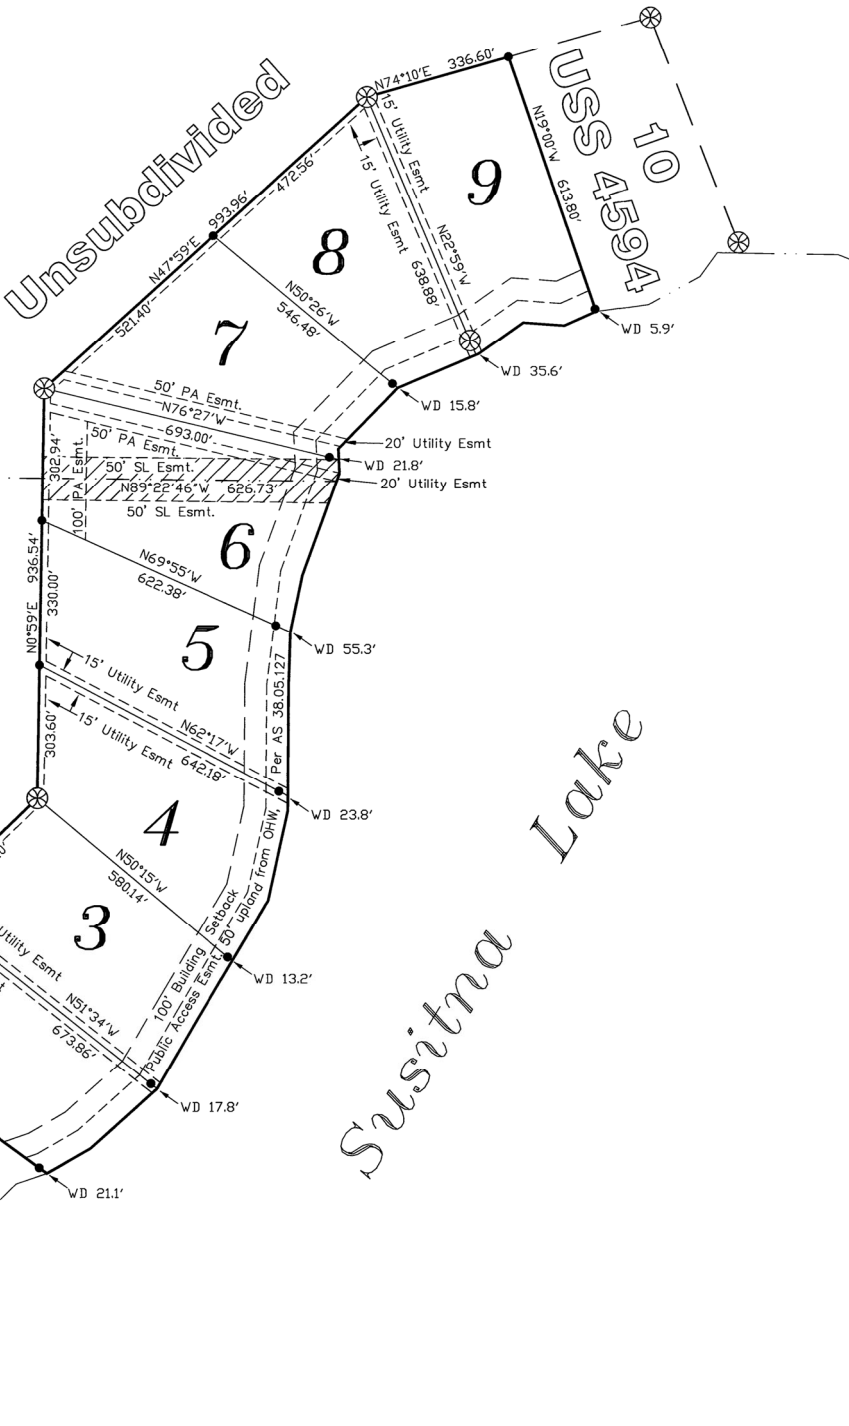 N74°10'E 336.60'
Unsubdivided
USS 4594
10
N19°00'W 613.80'
15' Utility Esmt
15' Utility Esmt
9
472.56'
N47°59'E 993.96'
8
N22°59'W
638.88'
N50°26'W
546.48'
521.40'
7
WD 5.9'
WD 35.6'
WD 15.8'
50' PA Esmt.
N76°27'W
693.00'
50' PA Esmt.
20' Utility Esmt
WD 21.8'
20' Utility Esmt
302.94'
100' PA Esmt.
50' SL Esmt.
N89°22'46"W 626.73'
50' SL Esmt.
6
N69°55'W
622.38'
N0°59'E 936.54'
330.00'
5
WD 55.3'
15' Utility Esmt
N62°17'W
642.18'
15' Utility Esmt
303.60'
WD 23.8'
4
N50°15'W
580.14'
3
100' Building Setback
Public Access Esmt. 50' upland from OHW, Per AS 38.05.127
WD 13.2'
Utility Esmt
N51°34'W
673.86'
WD 17.8'
WD 21.1'
Susitna Lake